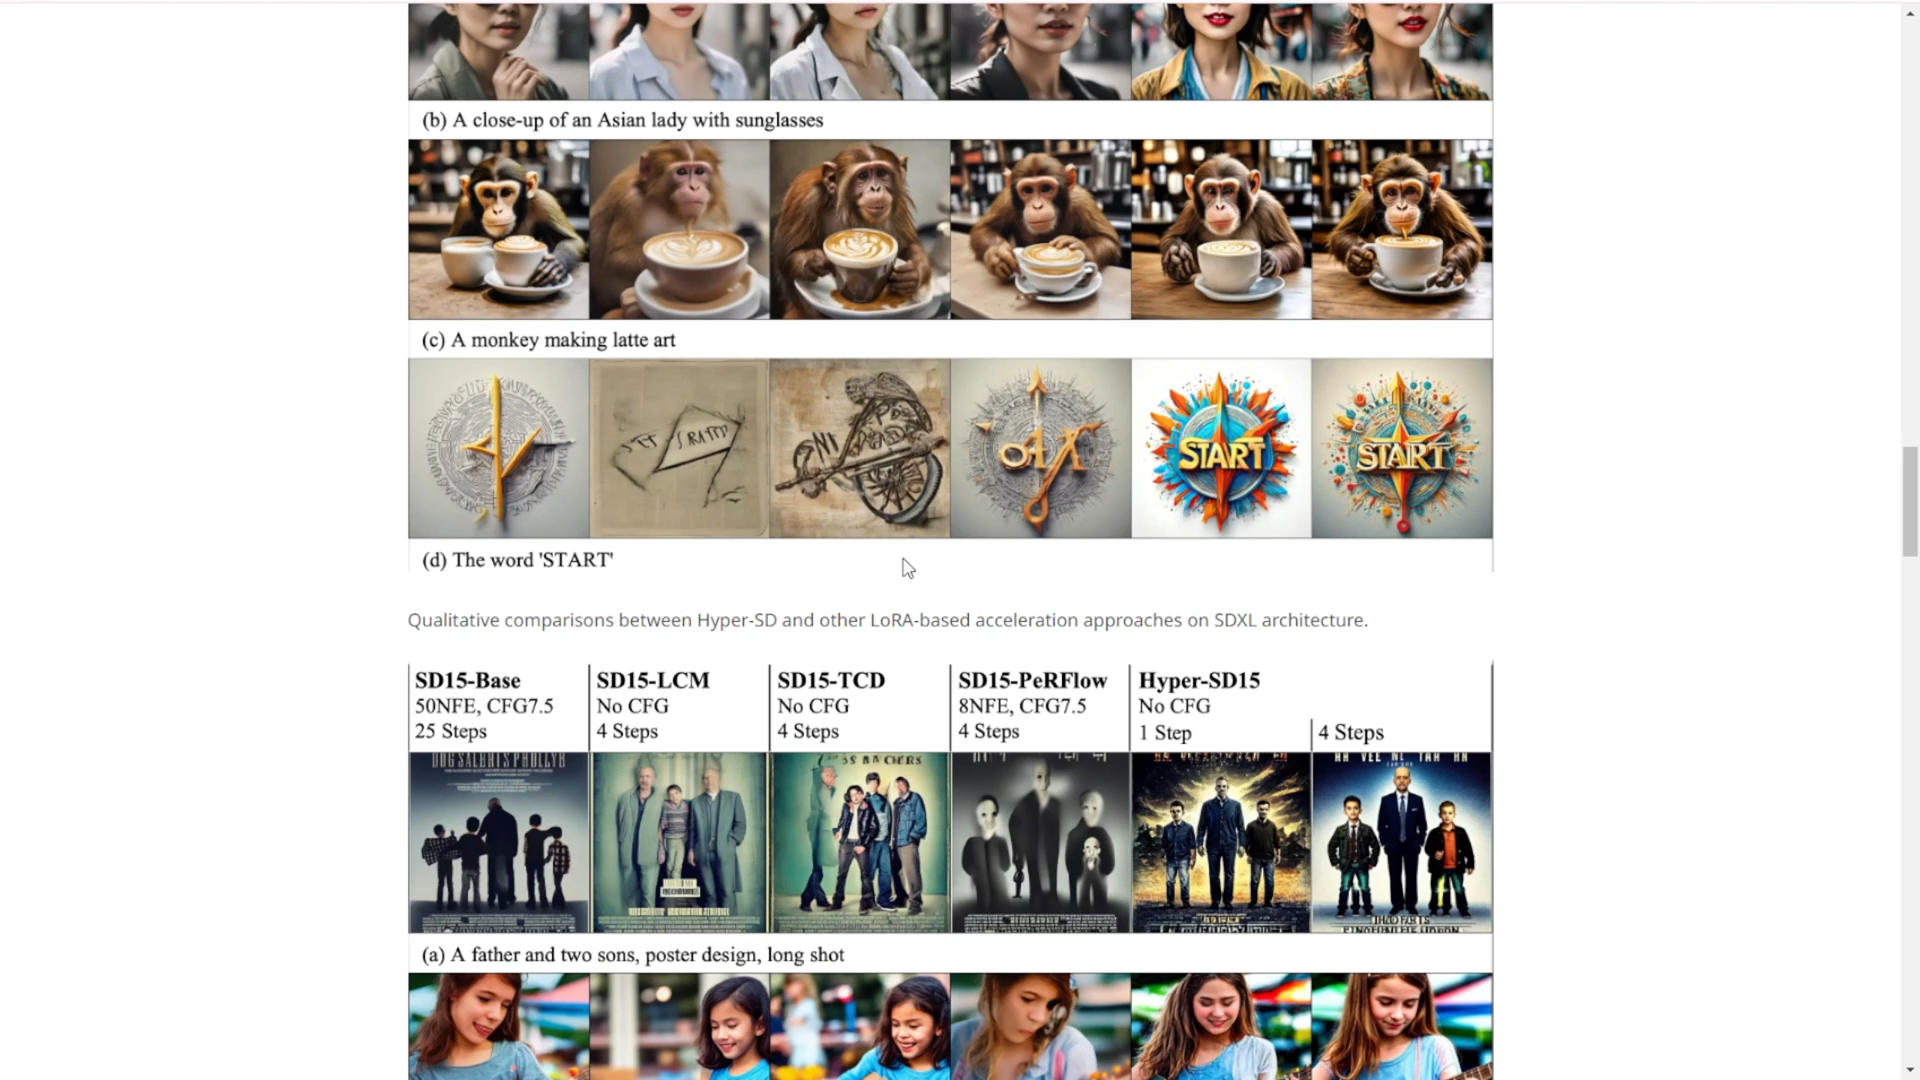 (b) A close-up of an Asian lady with sunglasses
(c) A monkey making latte art
START
START
(d) The word 'START'
Qualitative comparisons between Hyper-SD and other LoRA-based acceleration approaches on SDXL architecture.
SD15-Base
50NFE, CFG7.5
25 Steps
SD15-LCM
No CFG
4 Steps
SD15-TCD
No CFG
4 Steps
SD15-PeRFlow
8NFE, CFG7.5
4 Steps
Hyper-SD15
No CFG
1 Step
4 Steps
(a) A father and two sons, poster design, long shot